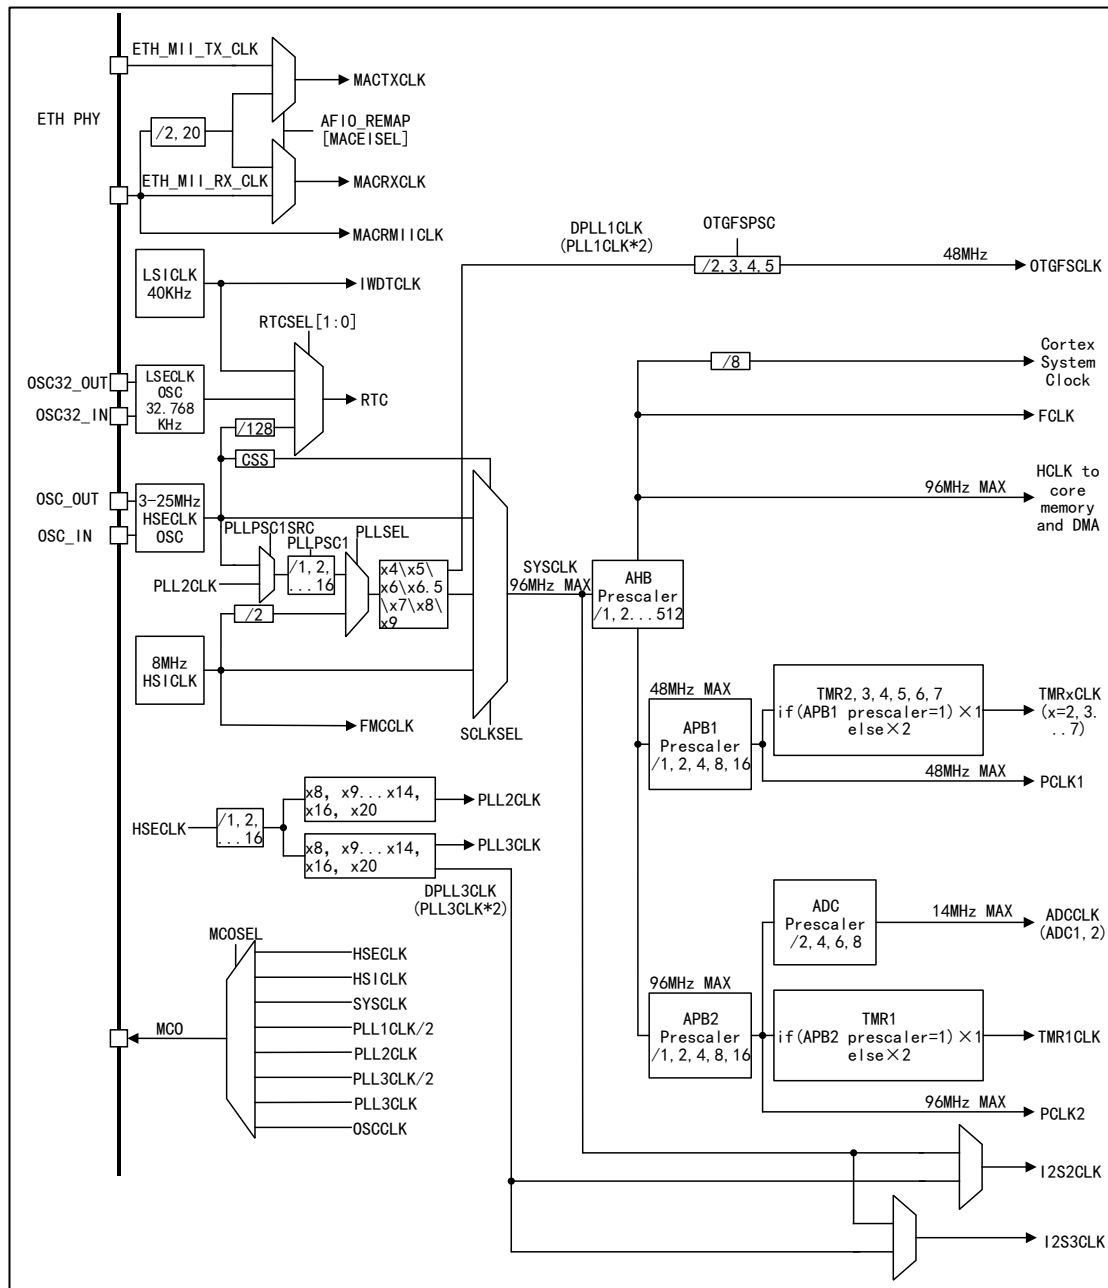 ETH_MII_TX_CLK
MACTXCLK
ETH PHY
/2,20
AFIO_REMAP
[MACEISEL]
ETH_MII_RX_CLK
MACRXCLK
MACRMIICLK
DPLL1CLK
(PLL1CLK*2)
OTGFSPSC
/2,3,4,5
48MHz
OTGFSCLK
LSICLK
40KHz
IWDTCLK
RTCSEL[1:0]
OSC32_OUT
OSC32_IN
LSECLK
OSC
32.768
KHz
RTC
/128
CSS
/8
Cortex
System
Clock
FCLK
OSC_OUT
OSC_IN
3-25MHz
HSECLK
OSC
96MHz MAX
HCLK to
core
memory
and DMA
PLLPSC1SRC
PLLPSC1
PLLSEL
PLL2CLK
/1,2,
...16
x4\x5\
x6\x6.5
\x7\x8\
x9
SYSCLK
96MHz MAX
AHB
Prescaler
/1,2...512
/2
8MHz
HSICLK
FMCCLK
SCLKSEL
48MHz MAX
APB1
Prescaler
/1,2,4,8,16
TMR2,3,4,5,6,7
if(APB1 prescaler=1)×1
else×2
TMRxCLK
(x=2,3.
..7)
48MHz MAX
PCLK1
HSECLK
/1,2,
...16
x8, x9...x14,
x16, x20
PLL2CLK
x8, x9...x14,
x16, x20
PLL3CLK
DPLL3CLK
(PLL3CLK*2)
ADC
Prescaler
/2,4,6,8
14MHz MAX
ADCCLK
(ADC1,2)
MCOSEL
HSECLK
HSICLK
SYSCLK
PLL1CLK/2
PLL2CLK
PLL3CLK/2
PLL3CLK
OSCCLK
MCO
96MHz MAX
APB2
Prescaler
/1,2,4,8,16
TMR1
if(APB2 prescaler=1)×1
else×2
TMR1CLK
96MHz MAX
PCLK2
I2S2CLK
I2S3CLK